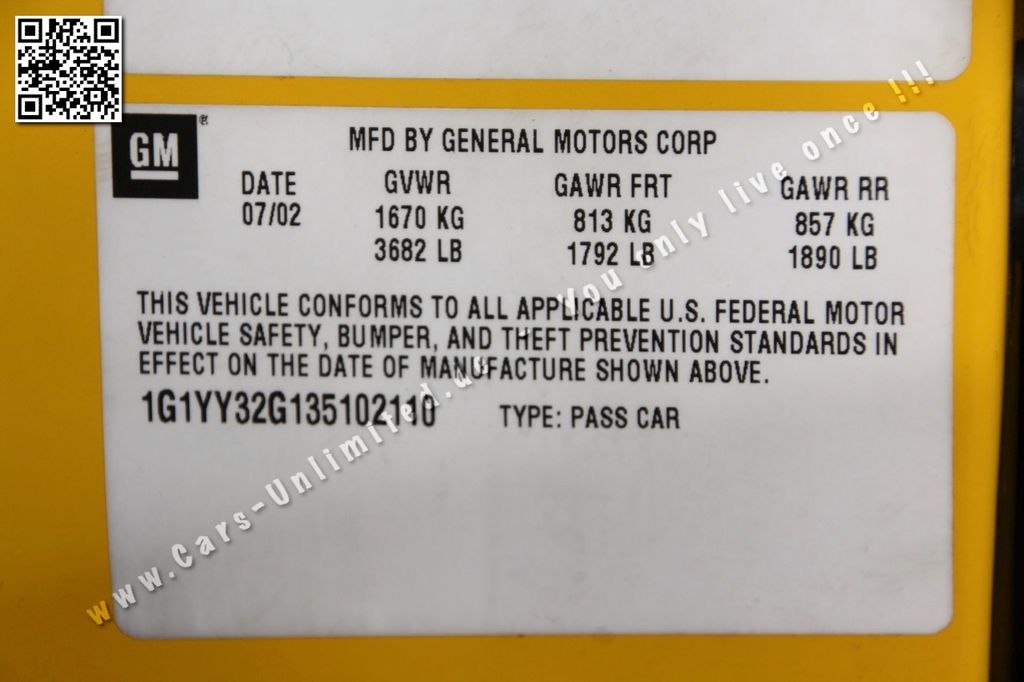 GM®
MFD BY GENERAL MOTORS CORP
DATE GVWR GAWR FRT GAWR RR
07/02 1670 KG 813 KG 857 KG
3682 LB 1792 LB 1890 LB
THIS VEHICLE CONFORMS TO ALL APPLICABLE U.S. FEDERAL MOTOR
VEHICLE SAFETY, BUMPER, AND THEFT PREVENTION STANDARDS IN
EFFECT ON THE DATE OF MANUFACTURE SHOWN ABOVE.
1G1YY32G135102110 TYPE: PASS CAR
www.Cars-Unlimited.de You only live once !!!